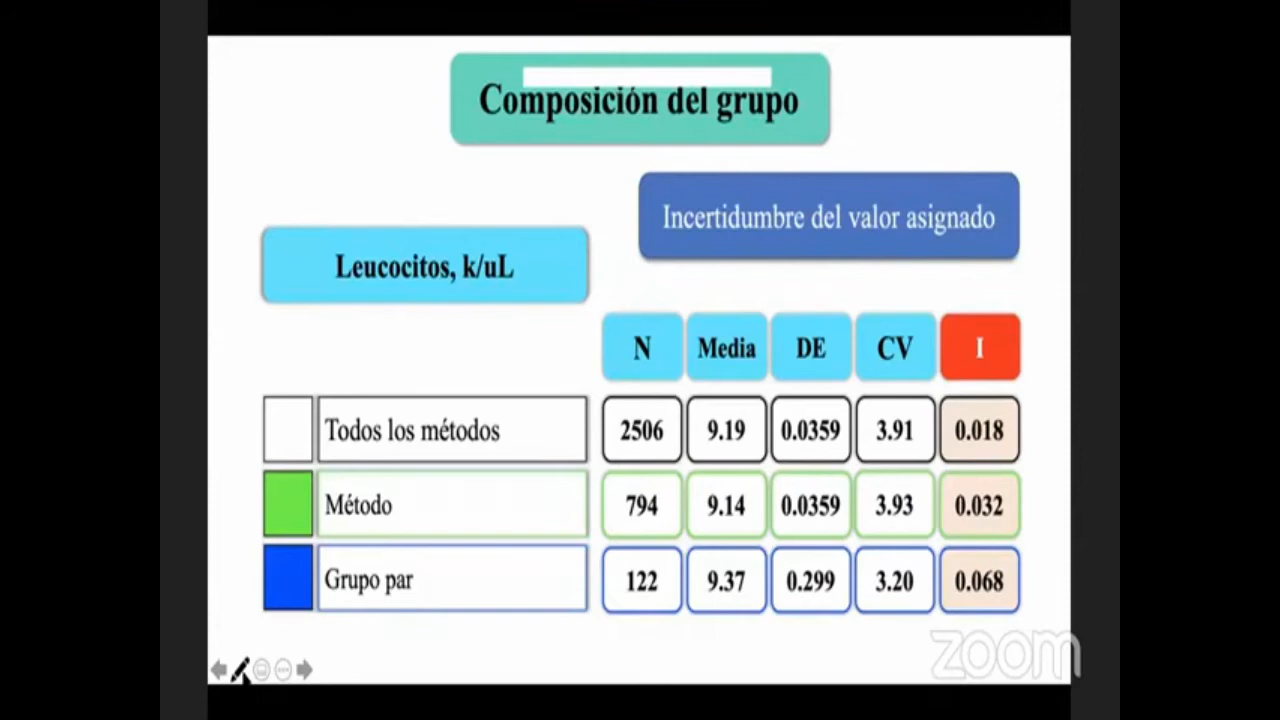 Composición del grupo
Incertidumbre del valor asignado
Leucocitos, k/uL
N Media DE CV I
Todos los métodos 2506 9.19 0.0359 3.91 0.018
Método 794 9.14 0.0359 3.93 0.032
Grupo par 122 9.37 0.299 3.20 0.068
zoom